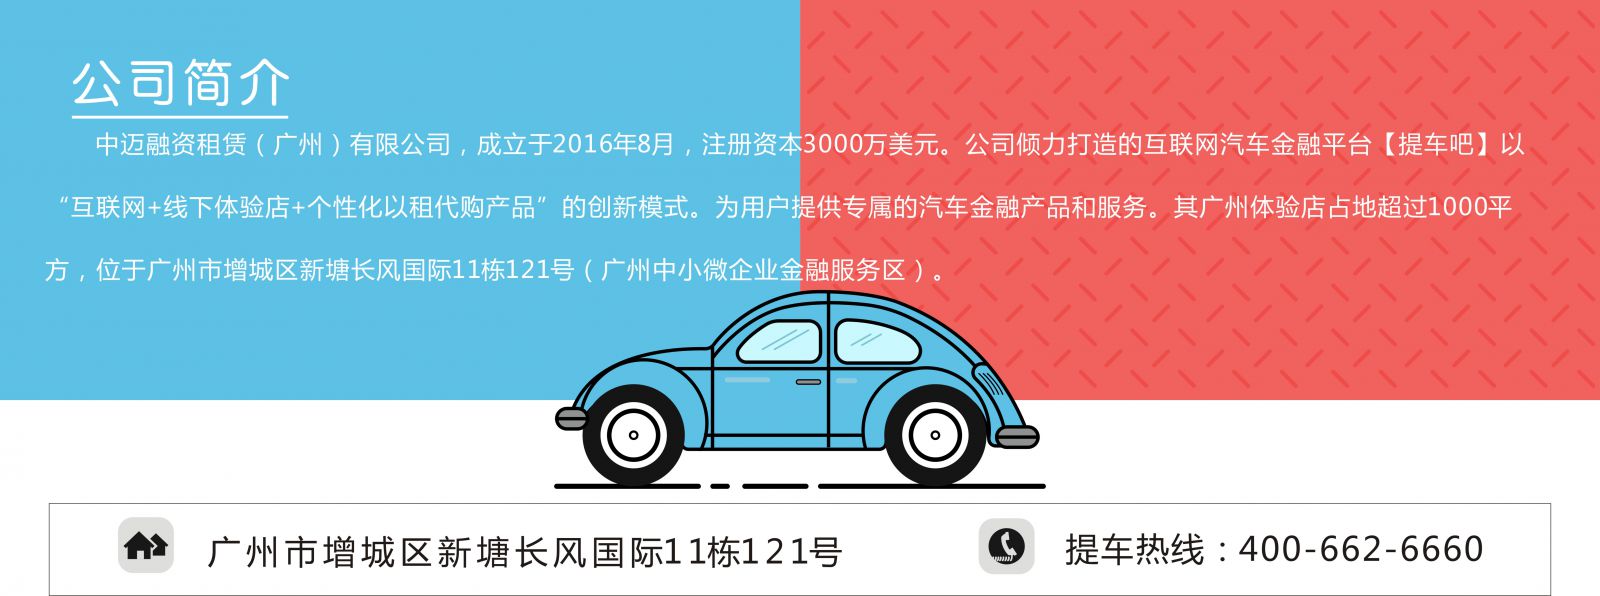 公司简介
中迈融资租赁（广州）有限公司，成立于2016年8月，注册资本3000万美元。公司倾力打造的互联网汽车金融平台【提车吧】以
“互联网+线下体验店+个性化以租代购产品”的创新模式。为用户提供专属的汽车金融产品和服务。其广州体验店占地超过1000平
方，位于广州市增城区新塘长风国际11栋121号（广州中小微企业金融服务区）。
广州市增城区新塘长风国际11栋121号
提车热线：400-662-6660